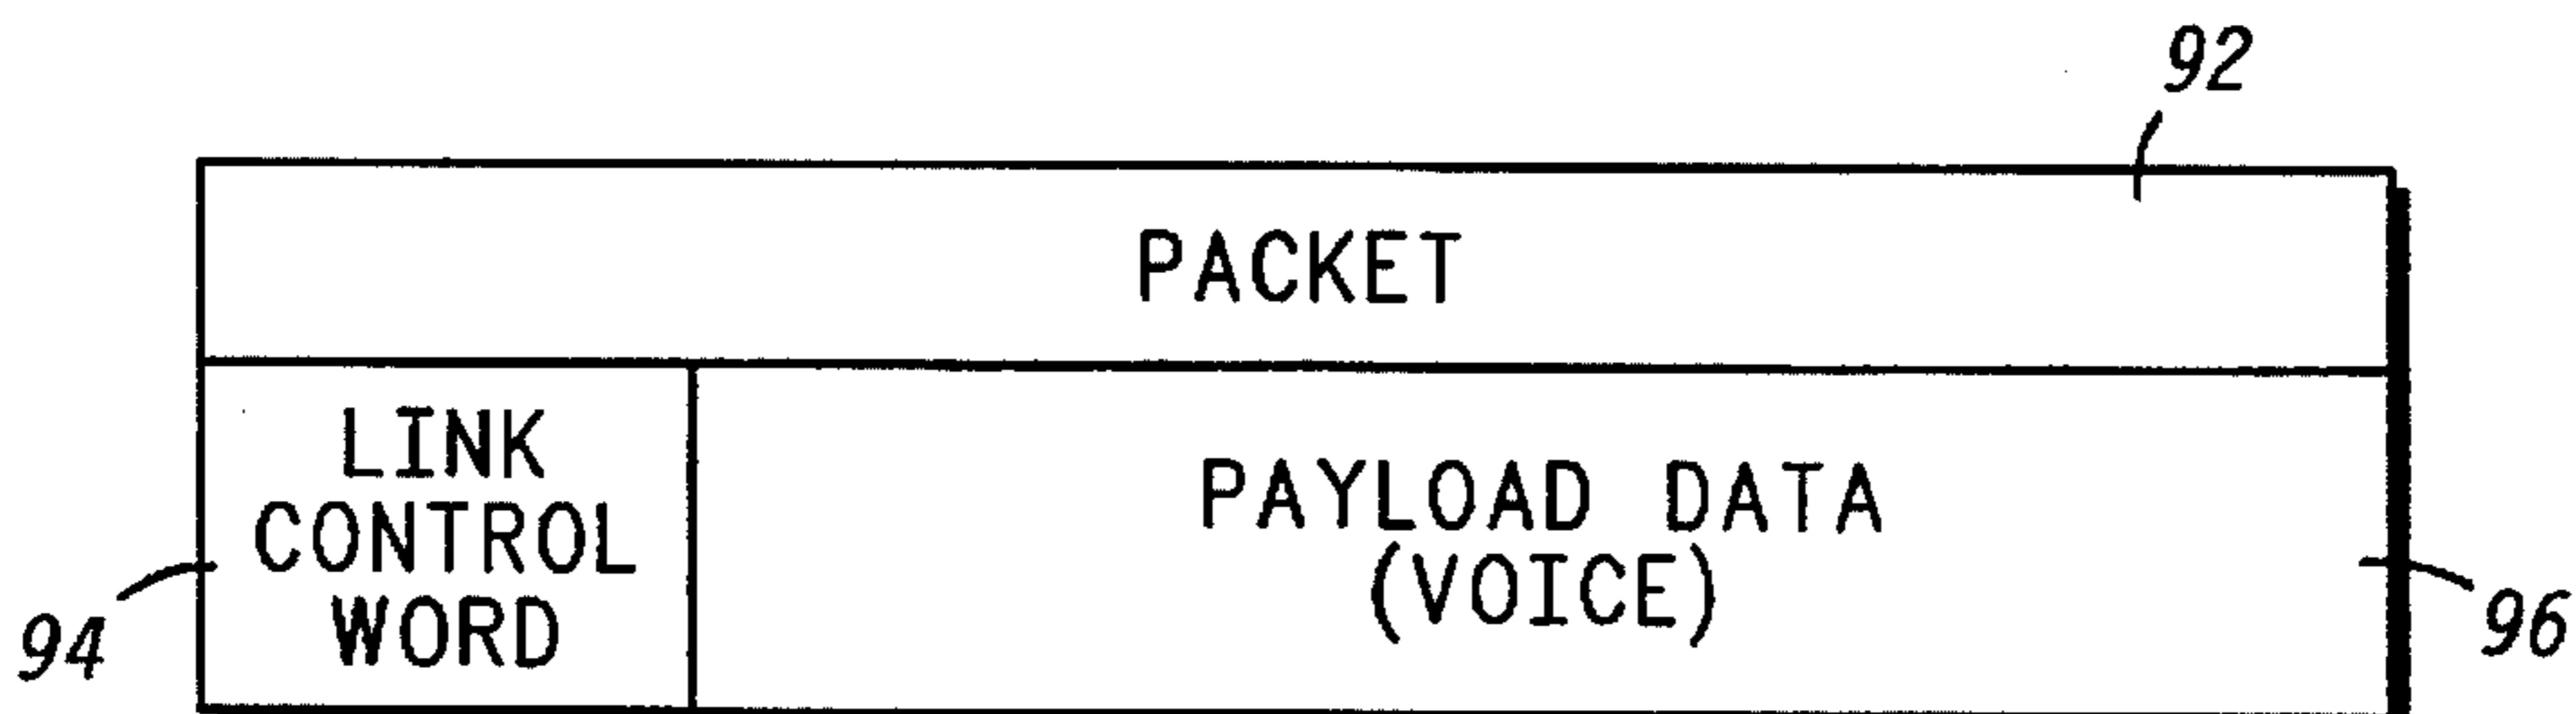 92
PACKET
LINK
CONTROL
WORD
94
PAYLOAD DATA
(VOICE)
96